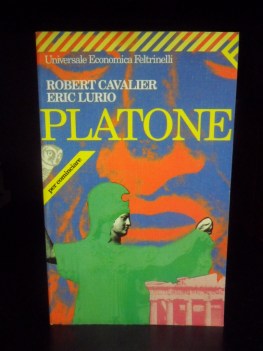 Universale Economica Feltrinelli
ROBERT CAVALIER
ERIC LURIO
PLATONE
per cominciare